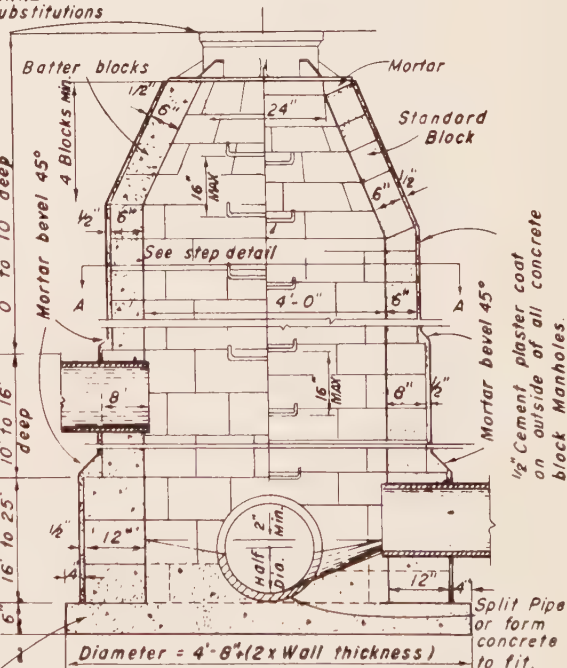 substitutions
Batter blocks
Mortar
1/2"
6"
24"
Standard
Block
4 Blocks Min.
16"
MAX
6"
1/2"
0' to 10' deep
Mortar bevel 45°
1/2"
6"
See step detail
A
A
4'-0"
6"
8
16"
MAX
8"
1/2"
Mortar bevel 45°
1/2" Cement plaster coat
on outside of all concrete
block Manholes.
10' to 16'
deep
16' to 25'
1/2"
12"
4"
2"
Min.
Half
Dia.
12"
4"
6"
Split Pipe
or form
concrete
to fit.
Diameter = 4'-8"+(2 x Wall thickness)